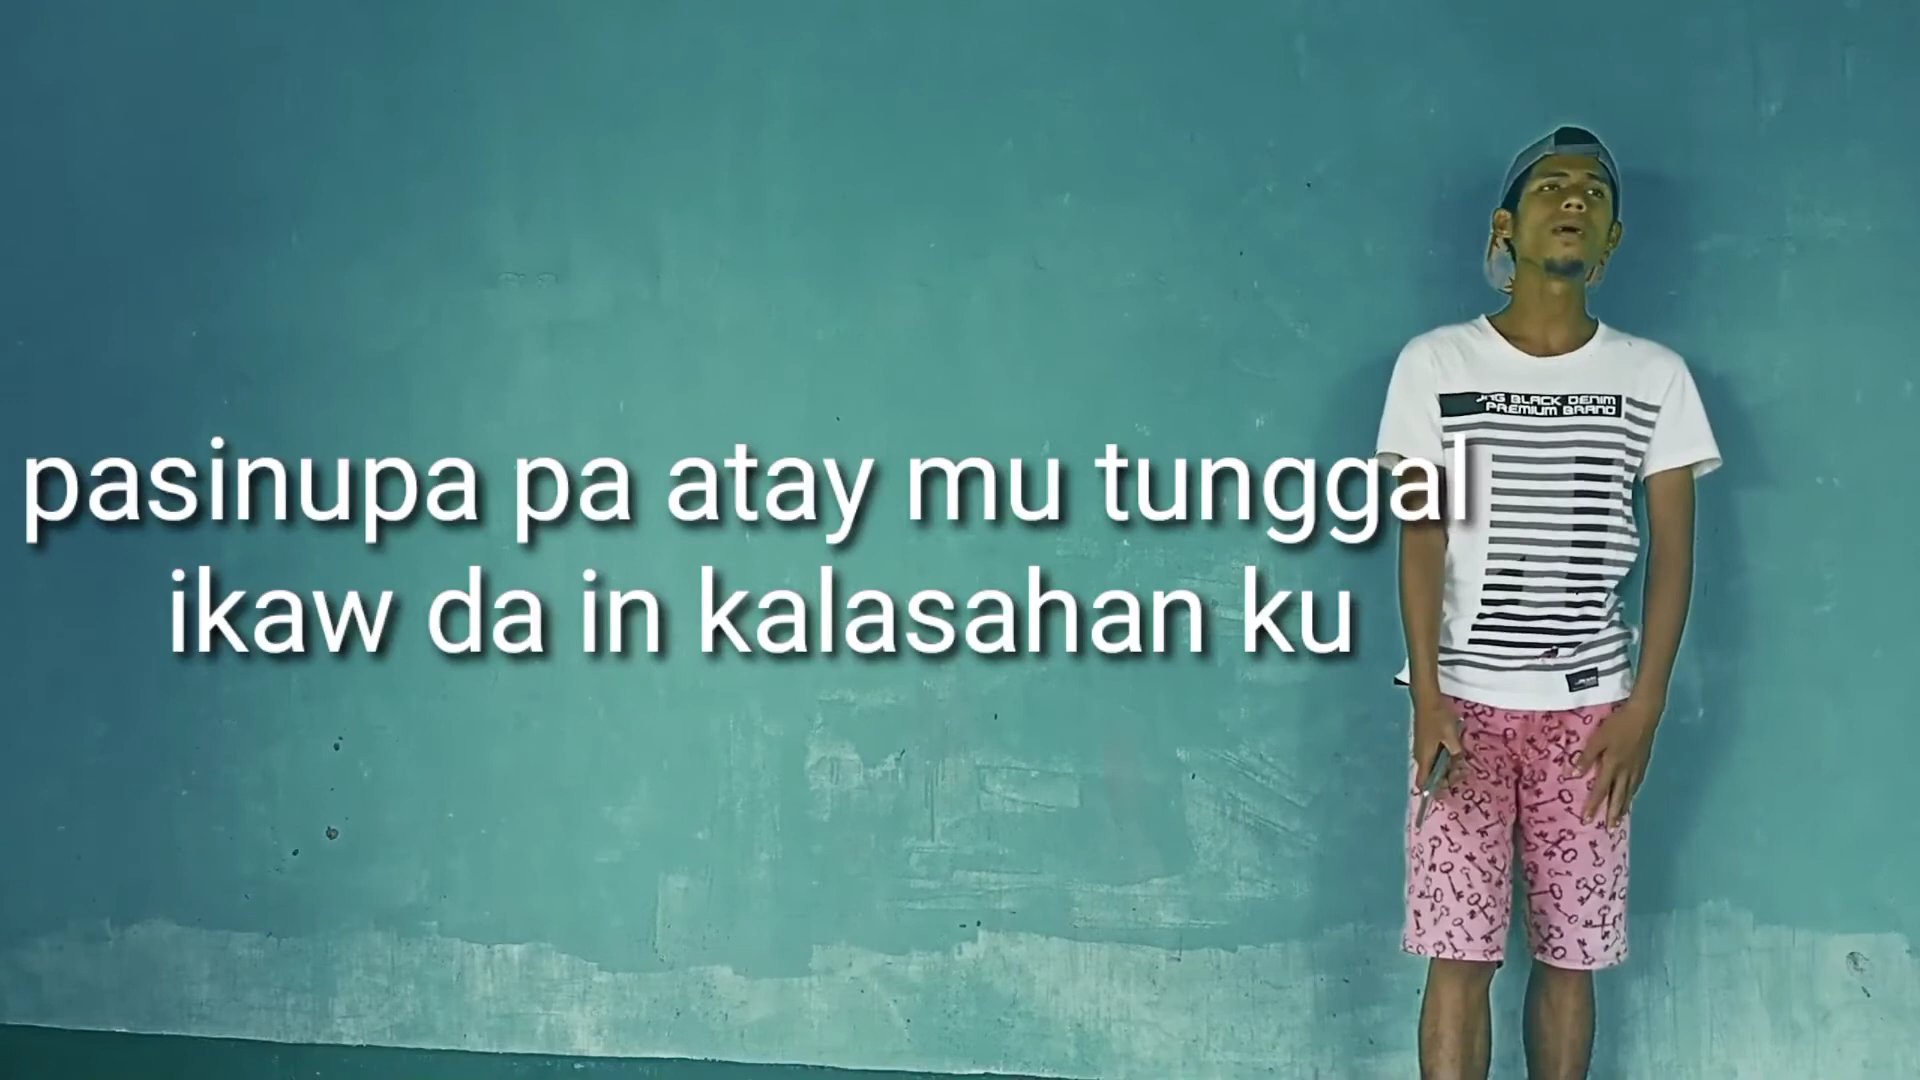 pasinupa pa atay mu tunggal
ikaw da in kalasahan ku
BLACK DENIM
PREMIUM BRAND